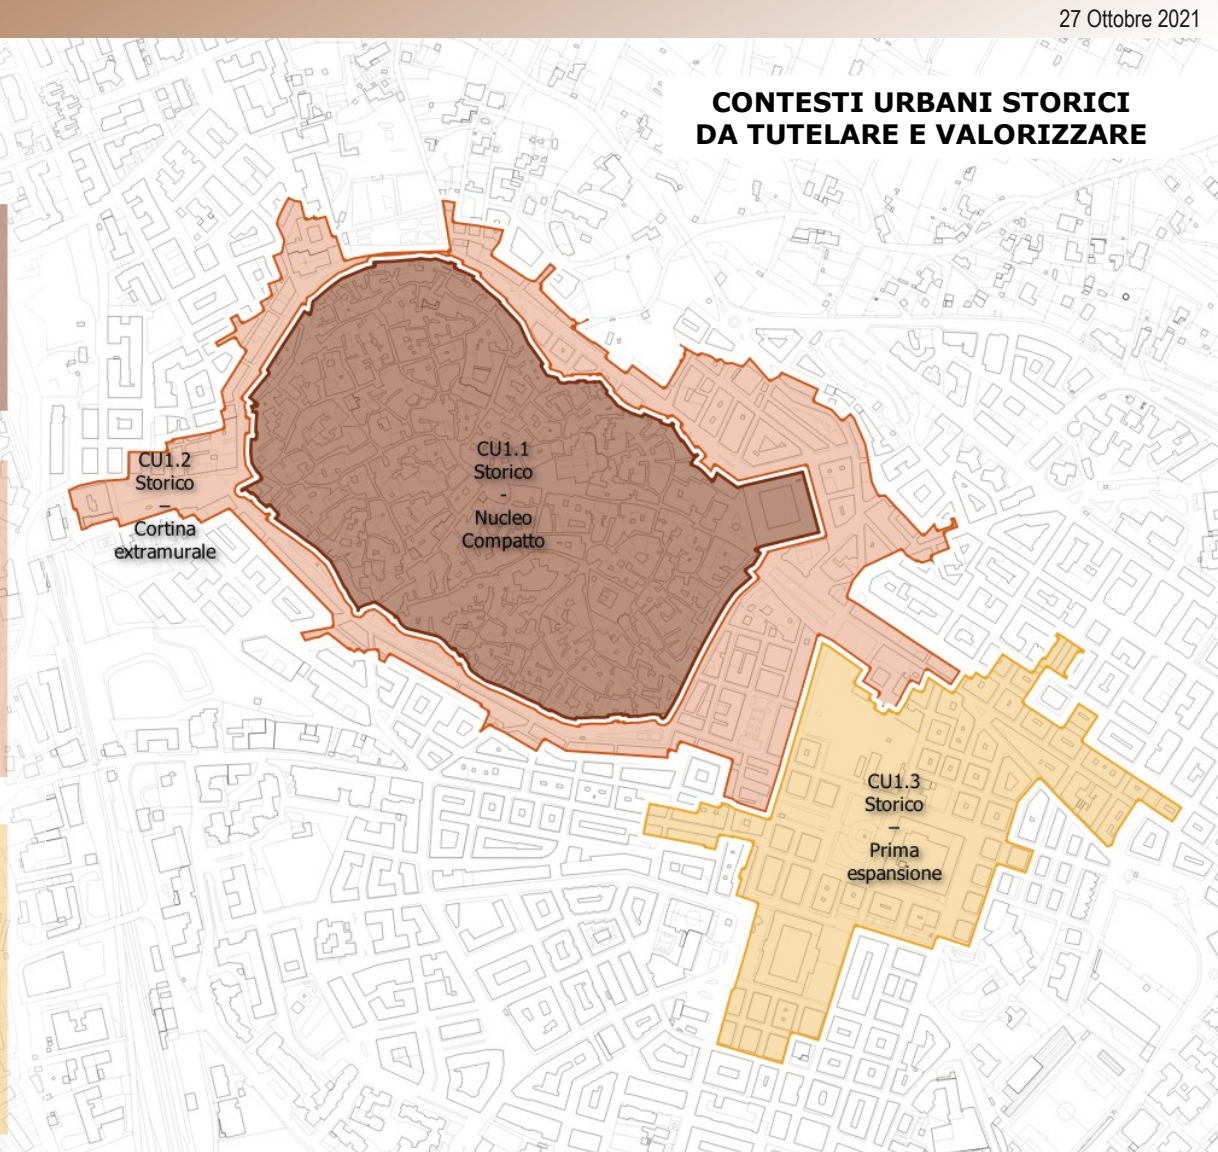 27 Ottobre 2021
CONTESTI URBANI STORICI
DA TUTELARE E VALORIZZARE
CU1.1
Storico
-
Nucleo
Compatto
CU1.2
Storico
–
Cortina
extramurale
CU1.3
Storico
–
Prima
espansione